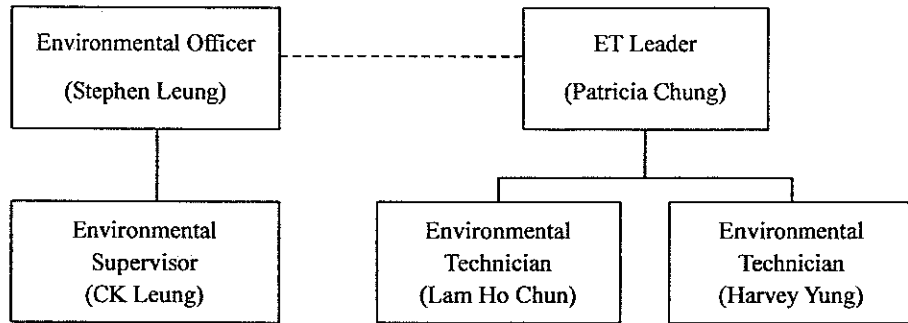 Environmental Officer
(Stephen Leung)
ET Leader
(Patricia Chung)
Environmental
Supervisor
(CK Leung)
Environmental
Technician
(Lam Ho Chun)
Environmental
Technician
(Harvey Yung)